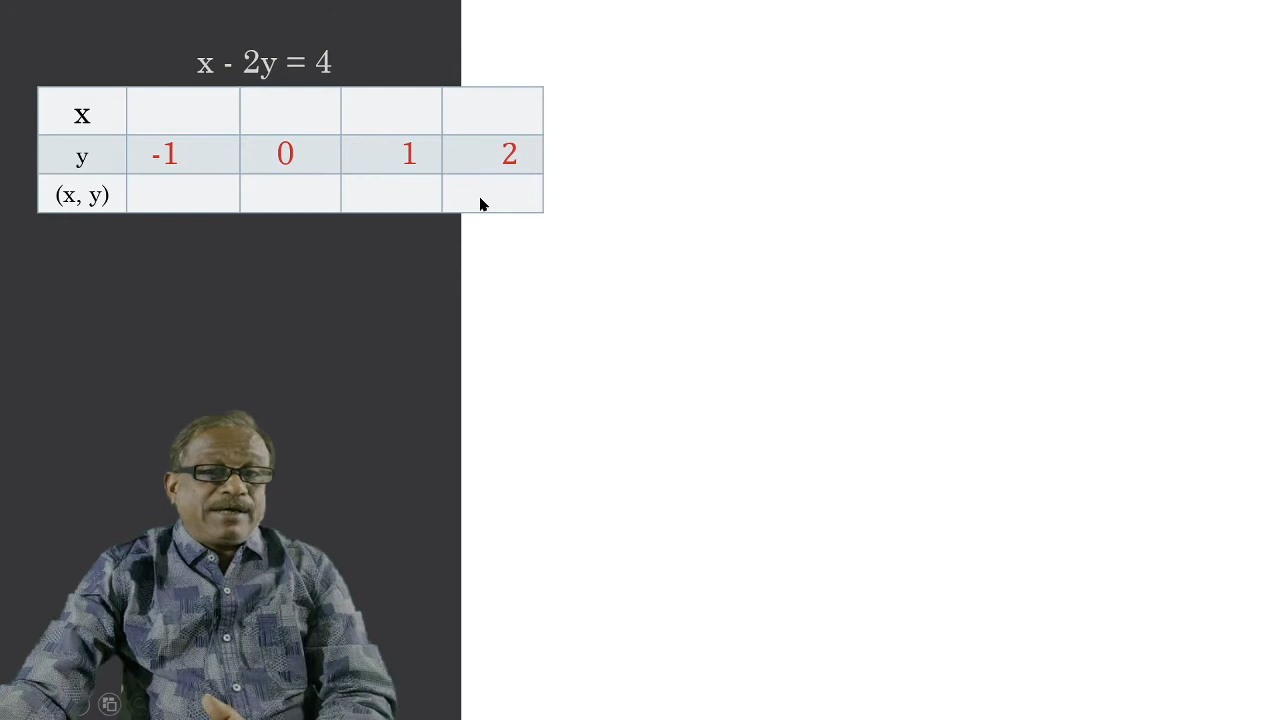 x - 2y = 4
x
y -1 0 1 2
(x, y)